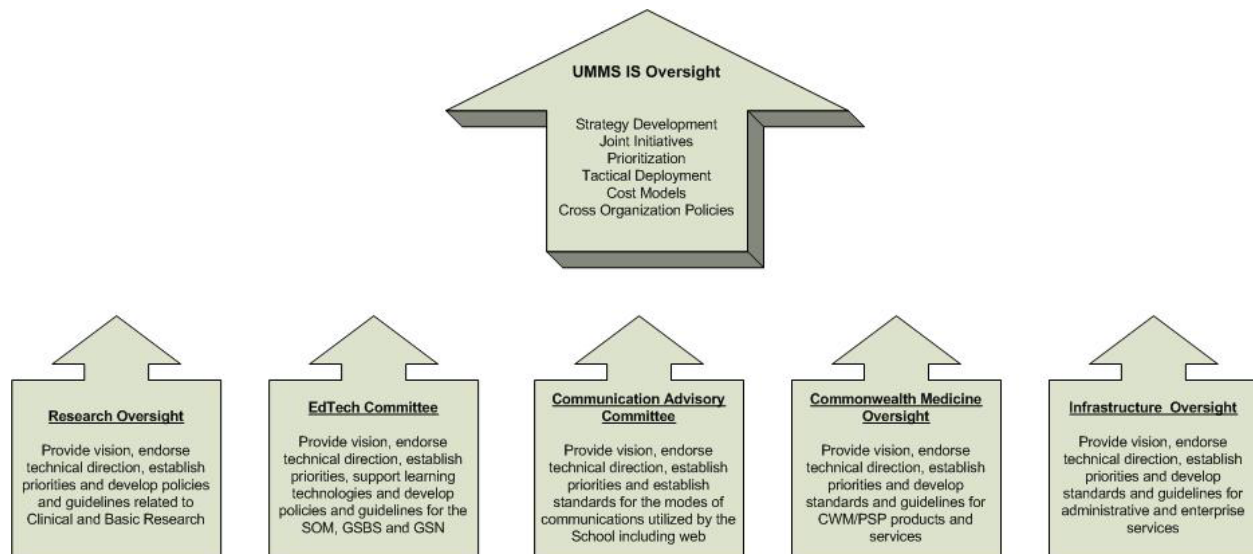 UMMS IS Oversight
Strategy Development
Joint Initiatives
Prioritization
Tactical Deployment
Cost Models
Cross Organization Policies
Research Oversight
Provide vision, endorse
technical direction, establish
priorities and develop policies
and guidelines related to
Clinical and Basic Research
EdTech Committee
Provide vision, endorse
technical direction, establish
priorities, support learning
technologies and develop
policies and guidelines for the
SOM, GSBS and GSN
Communication Advisory
Committee
Provide vision, endorse
technical direction, establish
priorities and establish
standards for the modes of
communications utilized by the
School including web
Commonwealth Medicine
Oversight
Provide vision, endorse
technical direction, establish
priorities and develop
standards and guidelines for
CWM/PSP products and
services
Infrastructure Oversight
Provide vision, endorse
technical direction, establish
priorities and develop
standards and guidelines for
administrative and enterprise
services